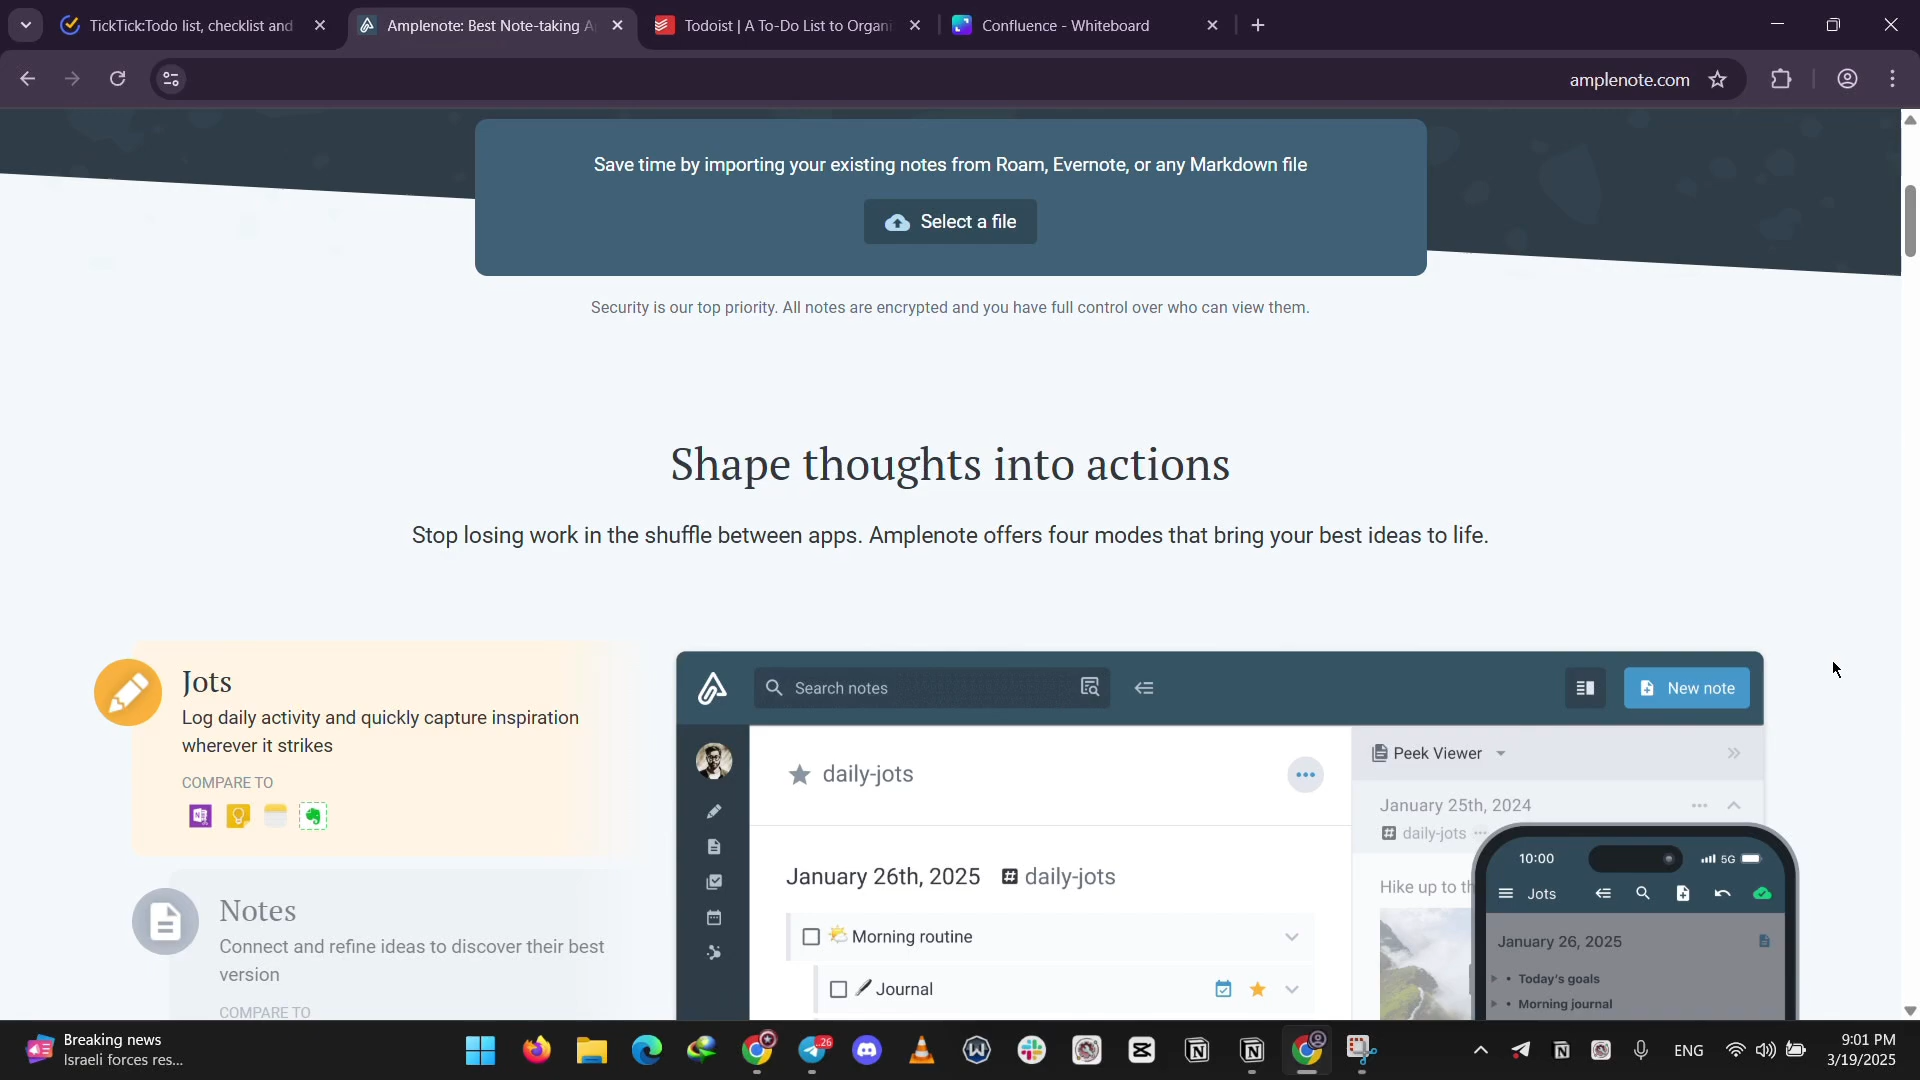 TickTick:Todo list, checklist and
Amplenote: Best Note-taking A
Todoist | A To-Do List to Organi
Confluence - Whiteboard
amplenote.com
Save time by importing your existing notes from Roam, Evernote, or any Markdown file
Select a file
Security is our top priority. All notes are encrypted and you have full control over who can view them.
Shape thoughts into actions
Stop losing work in the shuffle between apps. Amplenote offers four modes that bring your best ideas to life.
Jots
Log daily activity and quickly capture inspiration
wherever it strikes
COMPARE TO
Notes
Connect and refine ideas to discover their best
version
COMPARE TO
Search notes
New note
daily-jots
Peek Viewer
January 25th, 2024
daily-jots
January 26th, 2025
daily-jots
Hike up to th
Morning routine
Journal
10:00
5G
Jots
January 26, 2025
Today's goals
Morning journal
Breaking news
Israeli forces res...
26
ENG
9:01 PM
3/19/2025